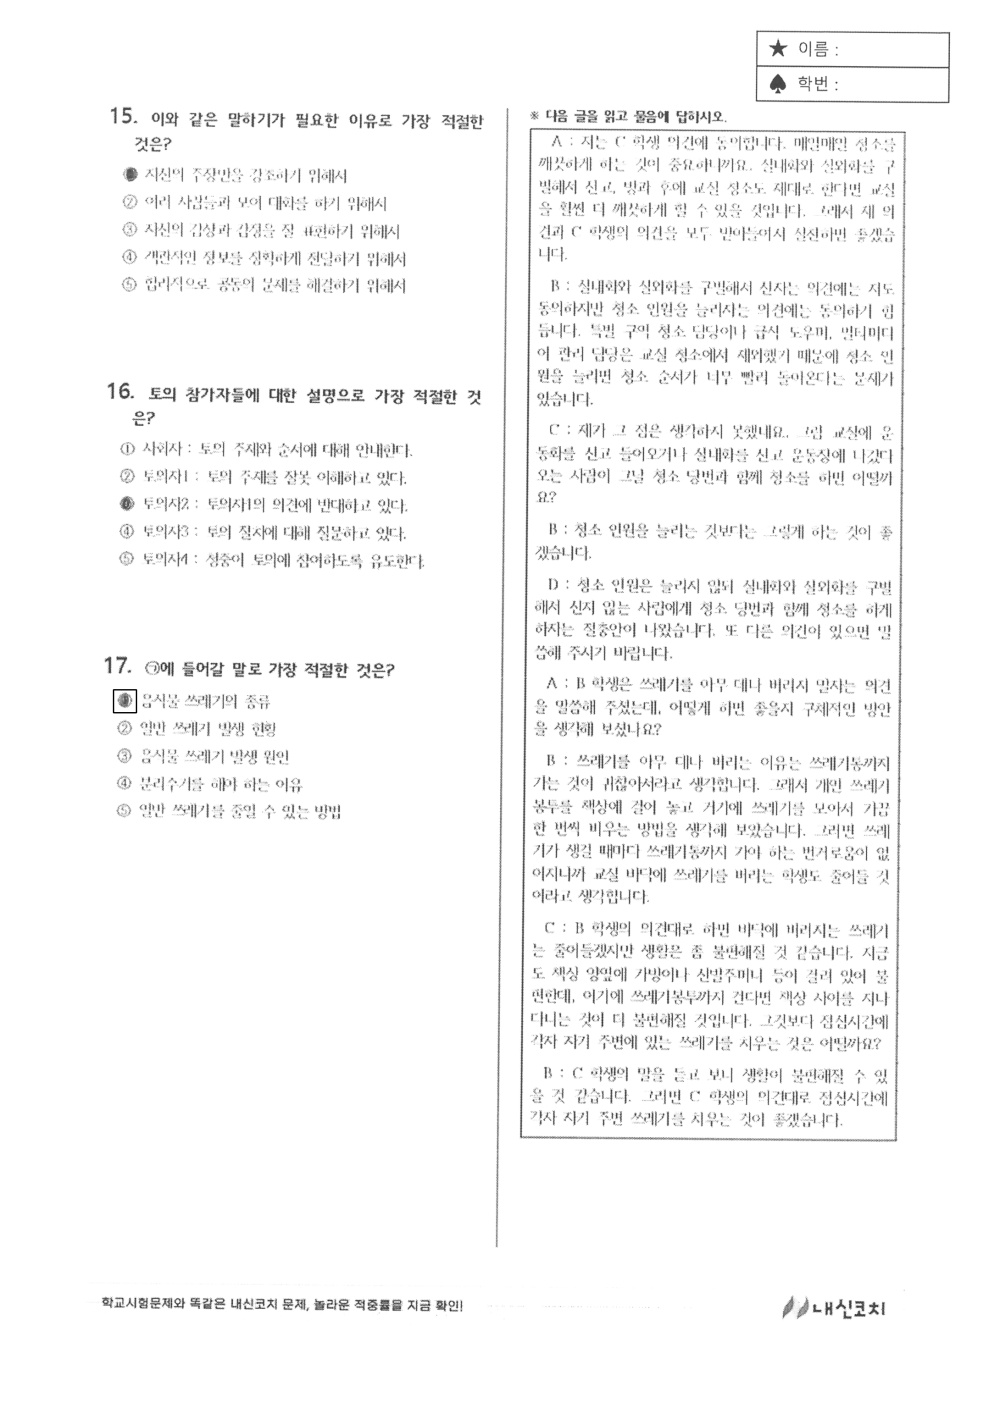 ★ 이름 :
♠ 학번 :
15. 이와 같은 말하기가 필요한 이유로 가장 적절한
것은?
① 자신의 주장만을 강조하기 위해서
② 여러 사람들과 모여 대화를 하기 위해서
③ 자신의 감상과 감정을 잘 표현하기 위해서
④ 객관적인 정보를 정확하게 전달하기 위해서
⑤ 합리적으로 공동의 문제를 해결하기 위해서
16. 토의 참가자들에 대한 설명으로 가장 적절한 것
은?
① 사회자 : 토의 주제와 순서에 대해 안내한다.
② 토의자1 : 토의 주제를 잘못 이해하고 있다.
③ 토의자2 : 토의자1의 의견에 반대하고 있다.
④ 토의자3 : 토의 절차에 대해 질문하고 있다.
⑤ 토의자4 : 청중이 토의에 참여하도록 유도한다.
17. ㉠에 들어갈 말로 가장 적절한 것은?
① 음식물 쓰레기의 종류
② 일반 쓰레기 발생 현황
③ 음식물 쓰레기 발생 원인
④ 분리수거를 해야 하는 이유
⑤ 일반 쓰레기를 줄일 수 있는 방법
※ 다음 글을 읽고 물음에 답하시오.
A : 저는 C 학생 의견에 동의합니다. 매일매일 청소를
깨끗하게 하는 것이 중요하니까요. 실내화와 실외화를 구
별해서 신고, 방과 후에 교실 청소도 제대로 한다면 교실
을 훨씬 더 깨끗하게 할 수 있을 것입니다. 그래서 제 의
견과 C 학생의 의견을 모두 받아들여서 실천하면 좋겠습
니다.
B : 실내화와 실외화를 구별해서 신자는 의견에는 저도
동의하지만 청소 인원을 늘리자는 의견에는 동의하기 힘
듭니다. 특별 구역 청소 담당이나 급식 도우미, 멀티미디
어 관리 담당은 교실 청소에서 제외했기 때문에 청소 인
원을 늘리면 청소 순서가 너무 빨리 돌아온다는 문제가
있습니다.
C : 제가 그 점은 생각하지 못했네요. 그럼 교실에 운
동화를 신고 들어오거나 실내화를 신고 운동장에 나갔다
오는 사람이 그날 청소 당번과 함께 청소를 하면 어떨까
요?
B : 청소 인원을 늘리는 것보다는 그렇게 하는 것이 좋
겠습니다.
D : 청소 인원은 늘리지 않되 실내화와 실외화를 구별
해서 신지 않는 사람에게 청소 당번과 함께 청소를 하게
하자는 절충안이 나왔습니다. 또 다른 의견이 있으면 말
씀해 주시기 바랍니다.
A : B 학생은 쓰레기를 아무 데나 버리지 말자는 의견
을 말씀해 주셨는데, 어떻게 하면 좋을지 구체적인 방안
을 생각해 보셨나요?
B : 쓰레기를 아무 데나 버리는 이유는 쓰레기통까지
가는 것이 귀찮아서라고 생각합니다. 그래서 개인 쓰레기
봉투를 책상에 걸어 놓고 거기에 쓰레기를 모아서 가끔
한 번씩 비우는 방법을 생각해 보았습니다. 그러면 쓰레
기가 생길 때마다 쓰레기통까지 가야 하는 번거로움이 없
어지니까 교실 바닥에 쓰레기를 버리는 학생도 줄어들 것
이라고 생각합니다.
C : B 학생의 의견대로 하면 바닥에 버려지는 쓰레기
는 줄어들겠지만 생활은 좀 불편해질 것 같습니다. 지금
도 책상 양옆에 가방이나 신발주머니 등이 걸려 있어 불
편한데, 여기에 쓰레기봉투까지 건다면 책상 사이를 지나
다니는 것이 더 불편해질 것입니다. 그것보다 점심시간에
각자 자기 주변에 있는 쓰레기를 치우는 것은 어떨까요?
B : C 학생의 말을 듣고 보니 생활이 불편해질 수 있
을 것 같습니다. 그러면 C 학생의 의견대로 점심시간에
각자 자기 주변 쓰레기를 치우는 것이 좋겠습니다.
학교시험문제와 똑같은 내신코치 문제, 놀라운 적중률을 지금 확인!
내신코치